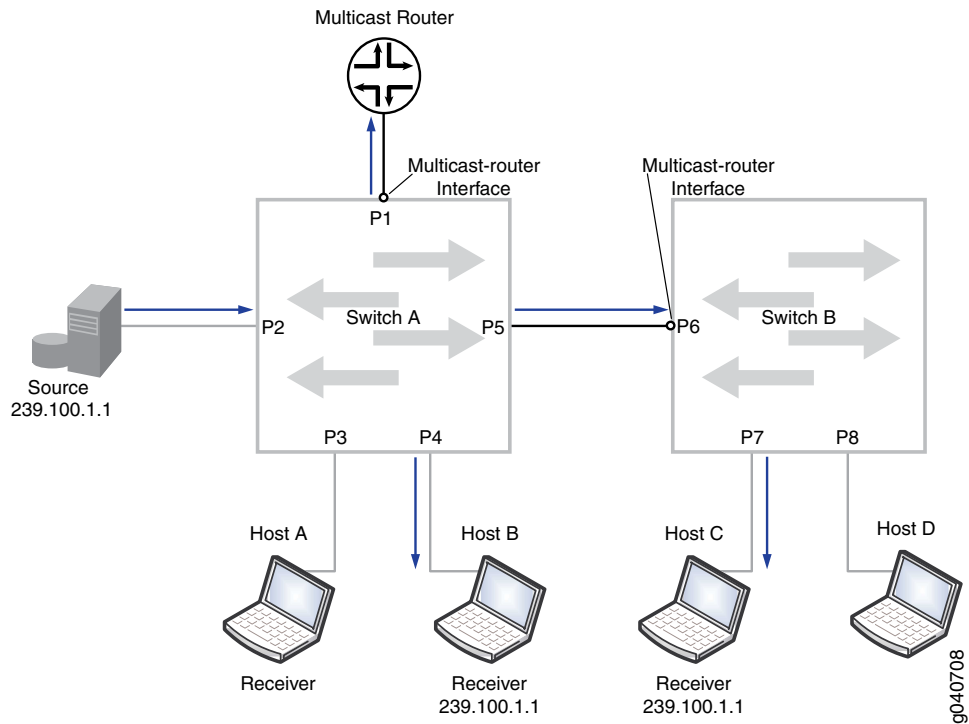 Multicast Router
Multicast-router
Interface
Multicast-router
Interface
P1
P2
Switch A
P5
P6
Switch B
Source
239.100.1.1
P3
P4
P7
P8
Host A
Host B
Host C
Host D
Receiver
Receiver
239.100.1.1
Receiver
239.100.1.1
g040708